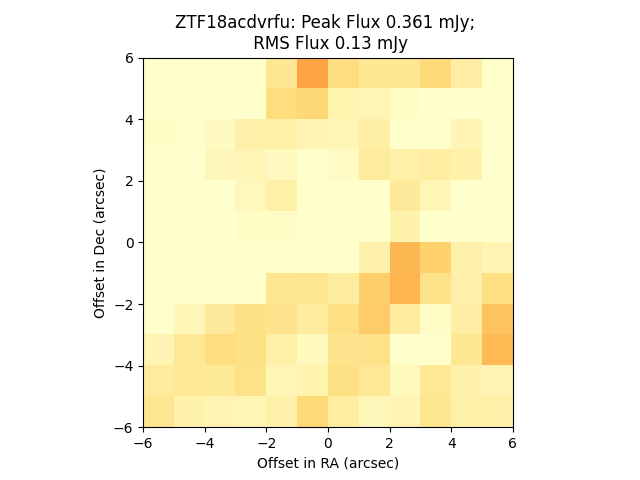 ZTF18acdvrfu: Peak Flux 0.361 mJy;
RMS Flux 0.13 mJy
6
4
2
0
−2
−4
−6
Offset in Dec (arcsec)
−6 −4 −2 0 2 4 6
Offset in RA (arcsec)